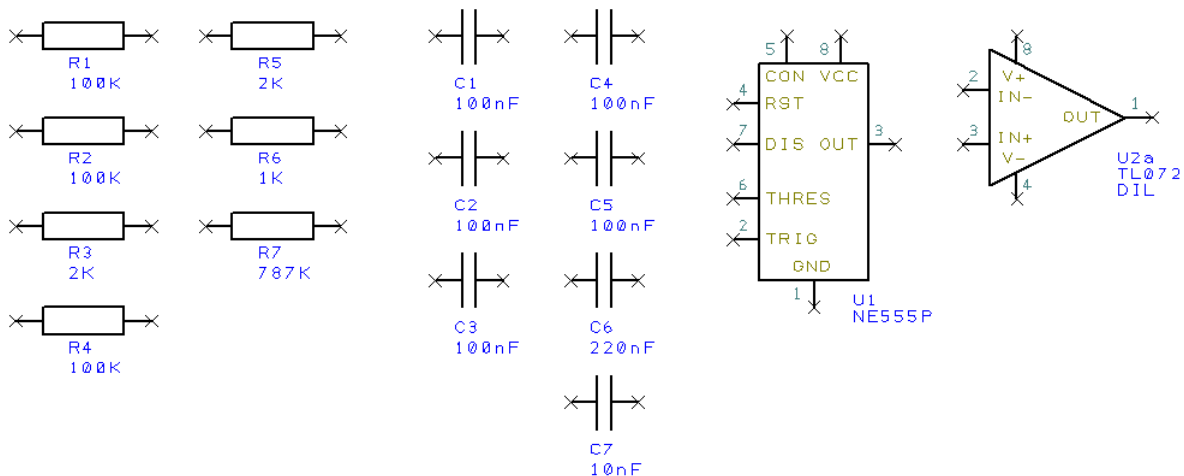 R1
100K
R2
100K
R3
2K
R4
100K
R5
2K
R6
1K
R7
787K
C1
100nF
C2
100nF
C3
100nF
C4
100nF
C5
100nF
C6
220nF
C7
10nF
5 8
CON VCC
4
RST
7 3
DIS OUT
6
THRES
2
TRIG
GND
1
U1
NE555P
8
2 V+
IN-
1
OUT
3 IN+
V-
4
U2a
TL072
DIL